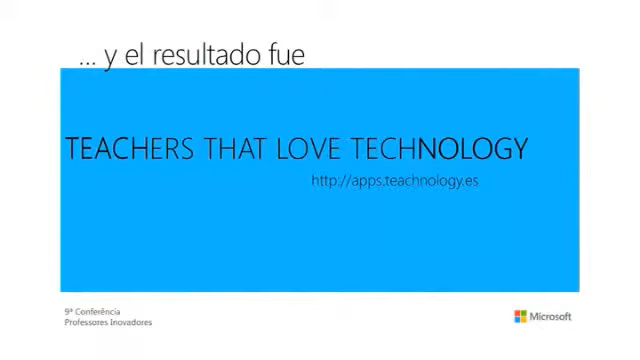 ... y el resultado fue
TEACHERS THAT LOVE TECHNOLOGY
http://apps.teachnology.es
9ª Conferência
Professores Inovadores
Microsoft